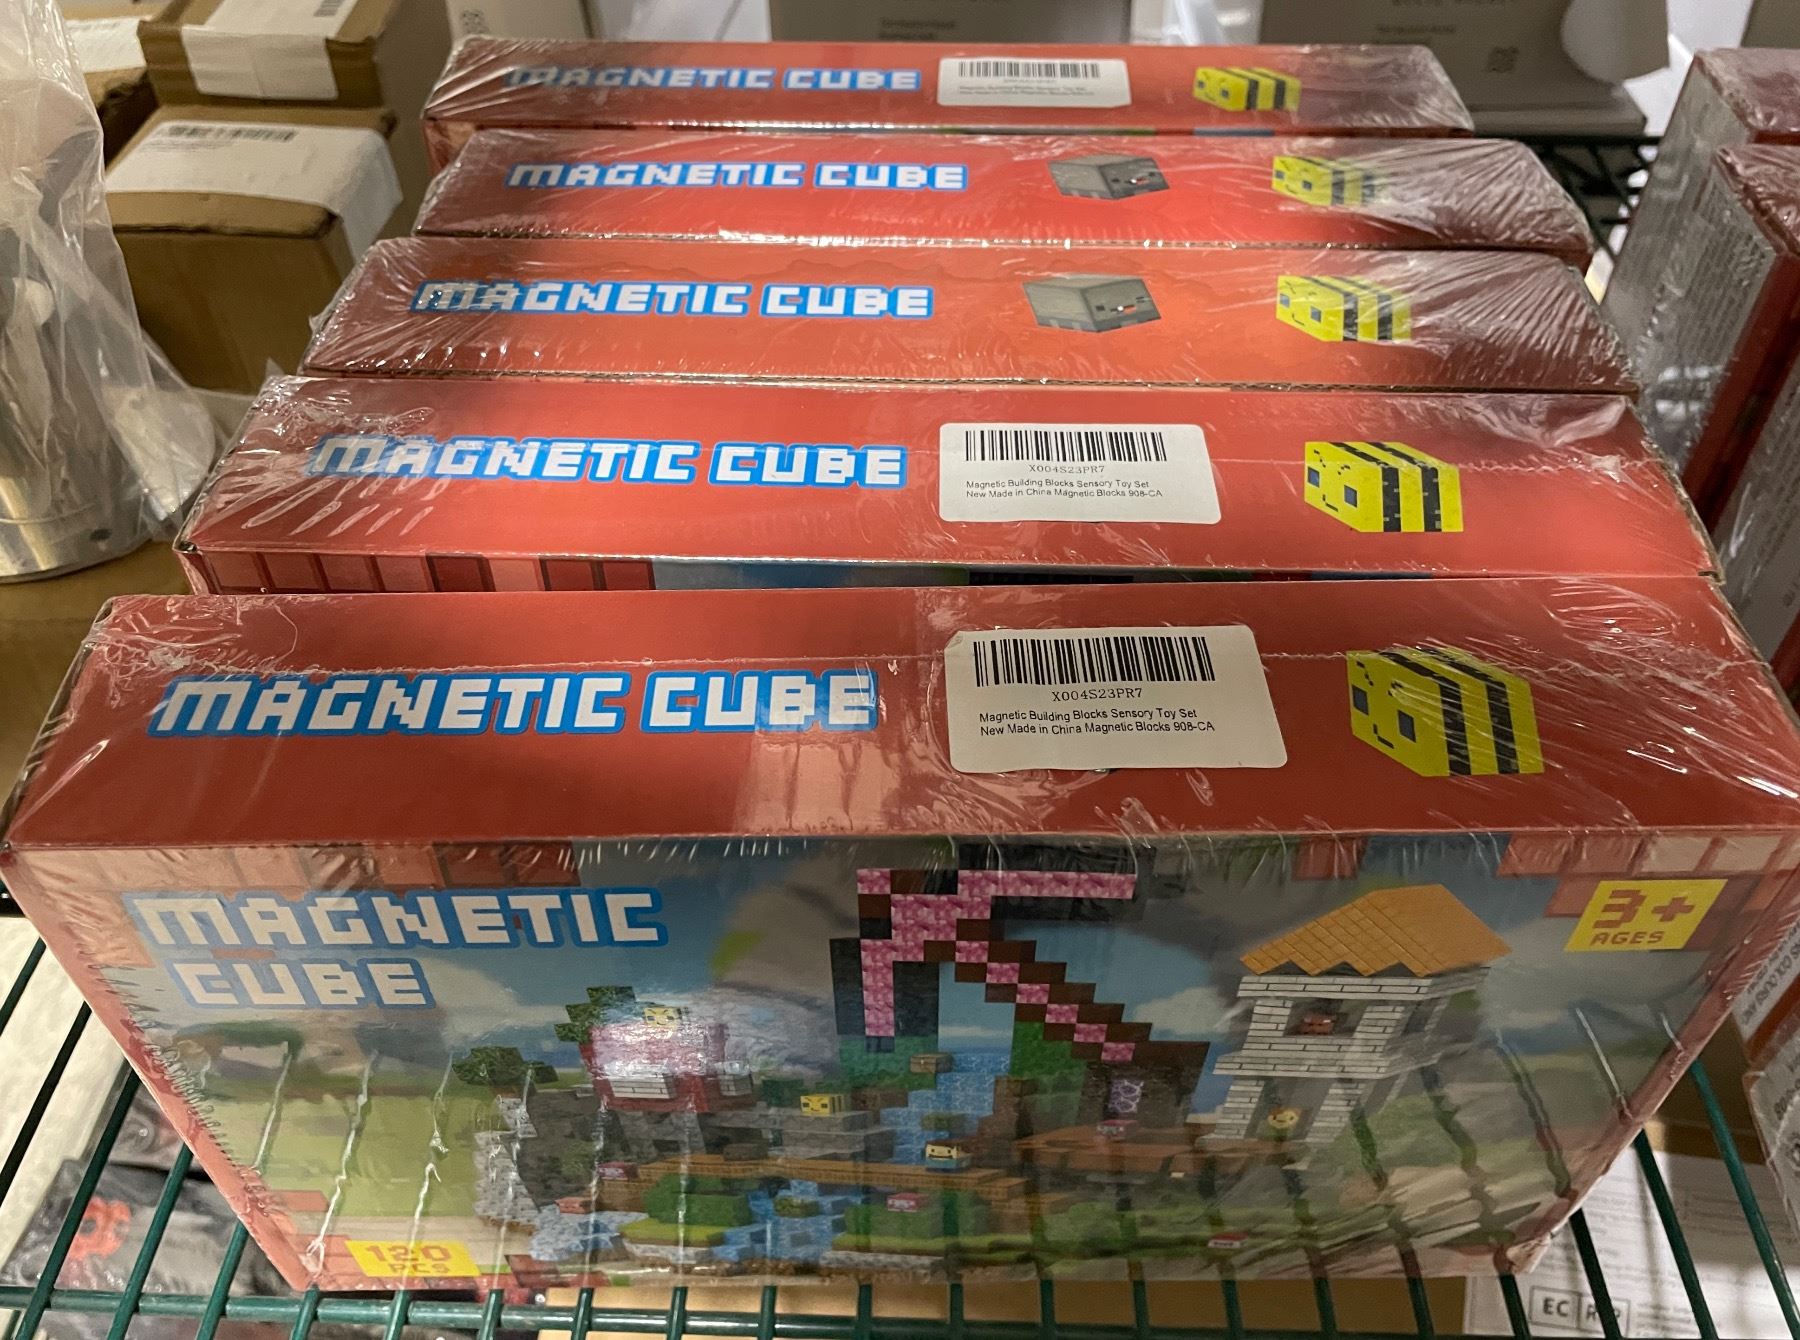 MAGNETIC CUBE
MAGNETIC CUBE
MAGNETIC CUBE
MAGNETIC CUBE
X004S23PR7
Magnetic Building Blocks Sensory Toy Set
New Made in China Magnetic Blocks 908-CA
MAGNETIC CUBE
X004S23PR7
Magnetic Building Blocks Sensory Toy Set
New Made in China Magnetic Blocks 908-CA
MAGNETIC
CUBE
3+
AGES
120
PCS
EC